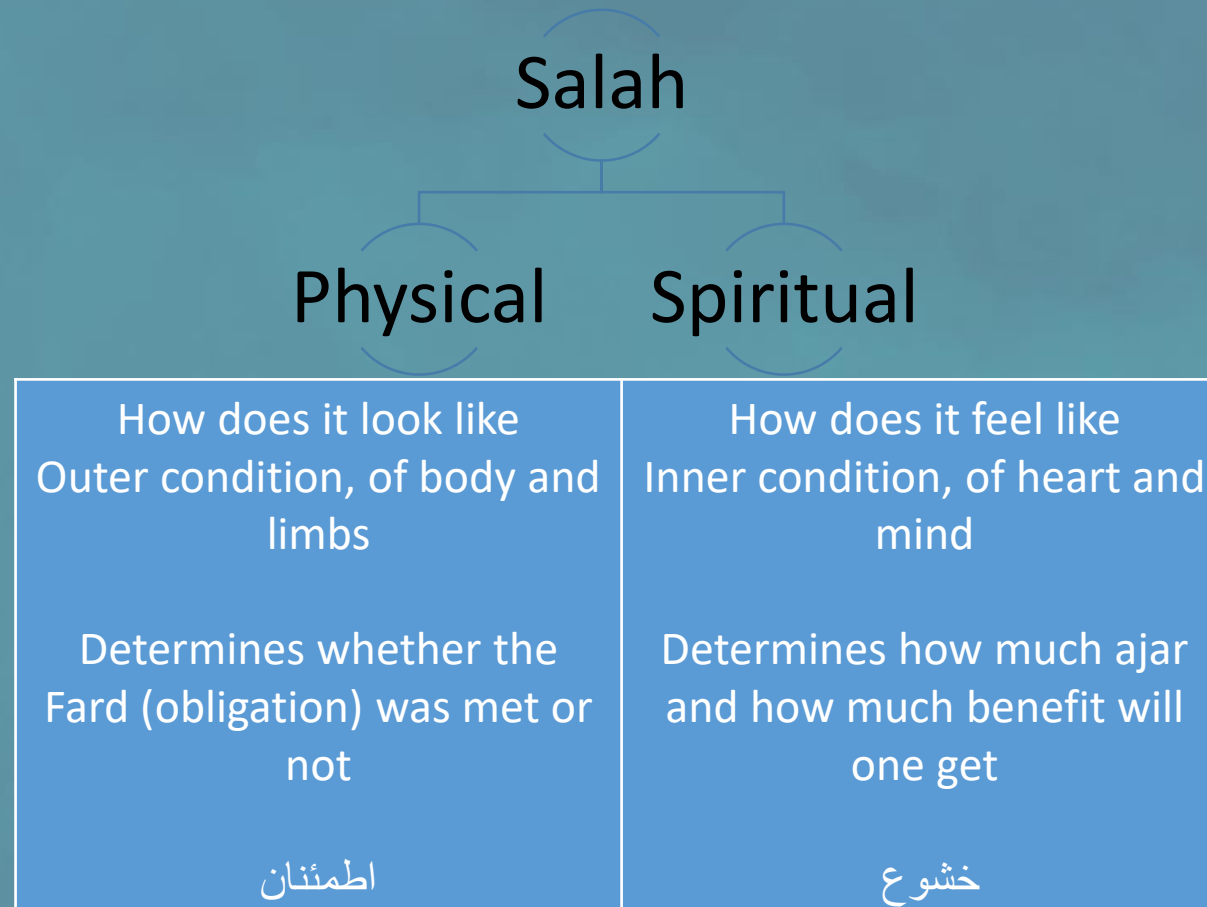 Salah
Physical
Spiritual
How does it look like
Outer condition, of body and
limbs
Determines whether the
Fard (obligation) was met or
not
اطمئنان
How does it feel like
Inner condition, of heart and
mind
Determines how much ajar
and how much benefit will
one get
خشوع